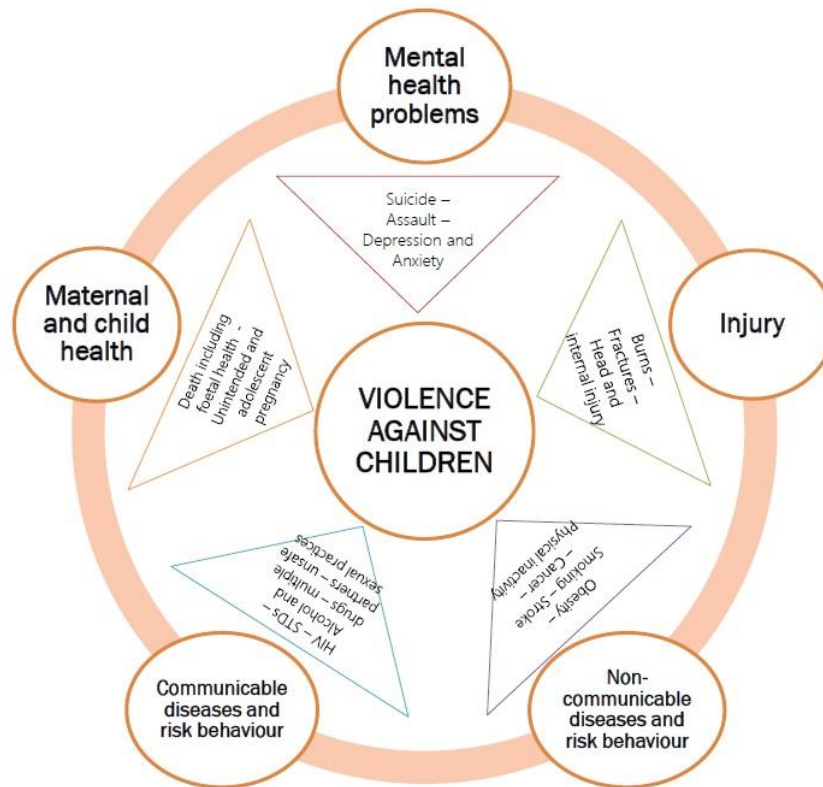 Mental
health
problems
Suicide –
Assault –
Depression and
Anxiety
Injury
Burns –
Fractures –
Head and
internal injury
Non-
communicable
diseases and
risk behaviour
Obesity –
Smoking – Stroke
– Cancer –
Physical inactivity
Communicable
diseases and
risk behaviour
HIV – STDs –
Alcohol and
drugs – multiple
partners – unsafe
sexual practices
Maternal
and child
health
Death including
foetal health -
Unintended and
adolescent
pregnancy
VIOLENCE
AGAINST
CHILDREN